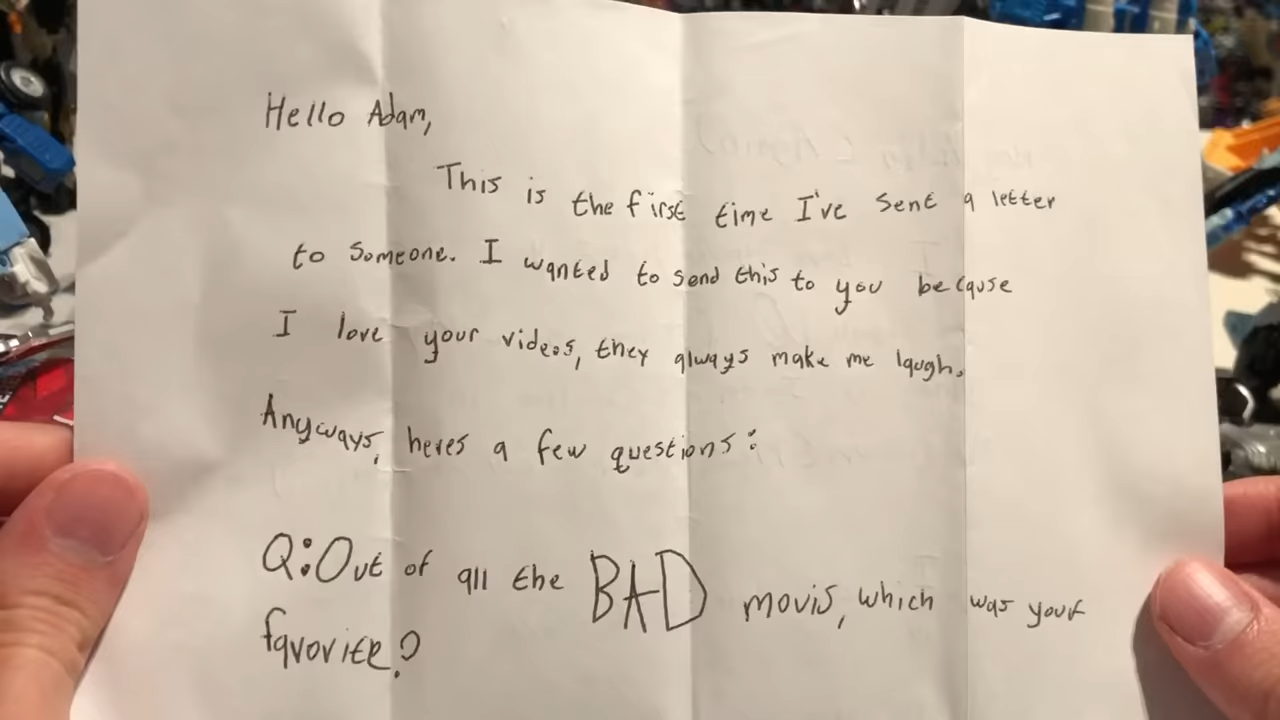 Hello Adam,
This is the first time I've sent a letter
to someone. I wanted to send this to you because
I love your videos, they always make me laugh.
Anyways, heres a few questions:
Q: Out of all the BAD movis, which was your
favorite?